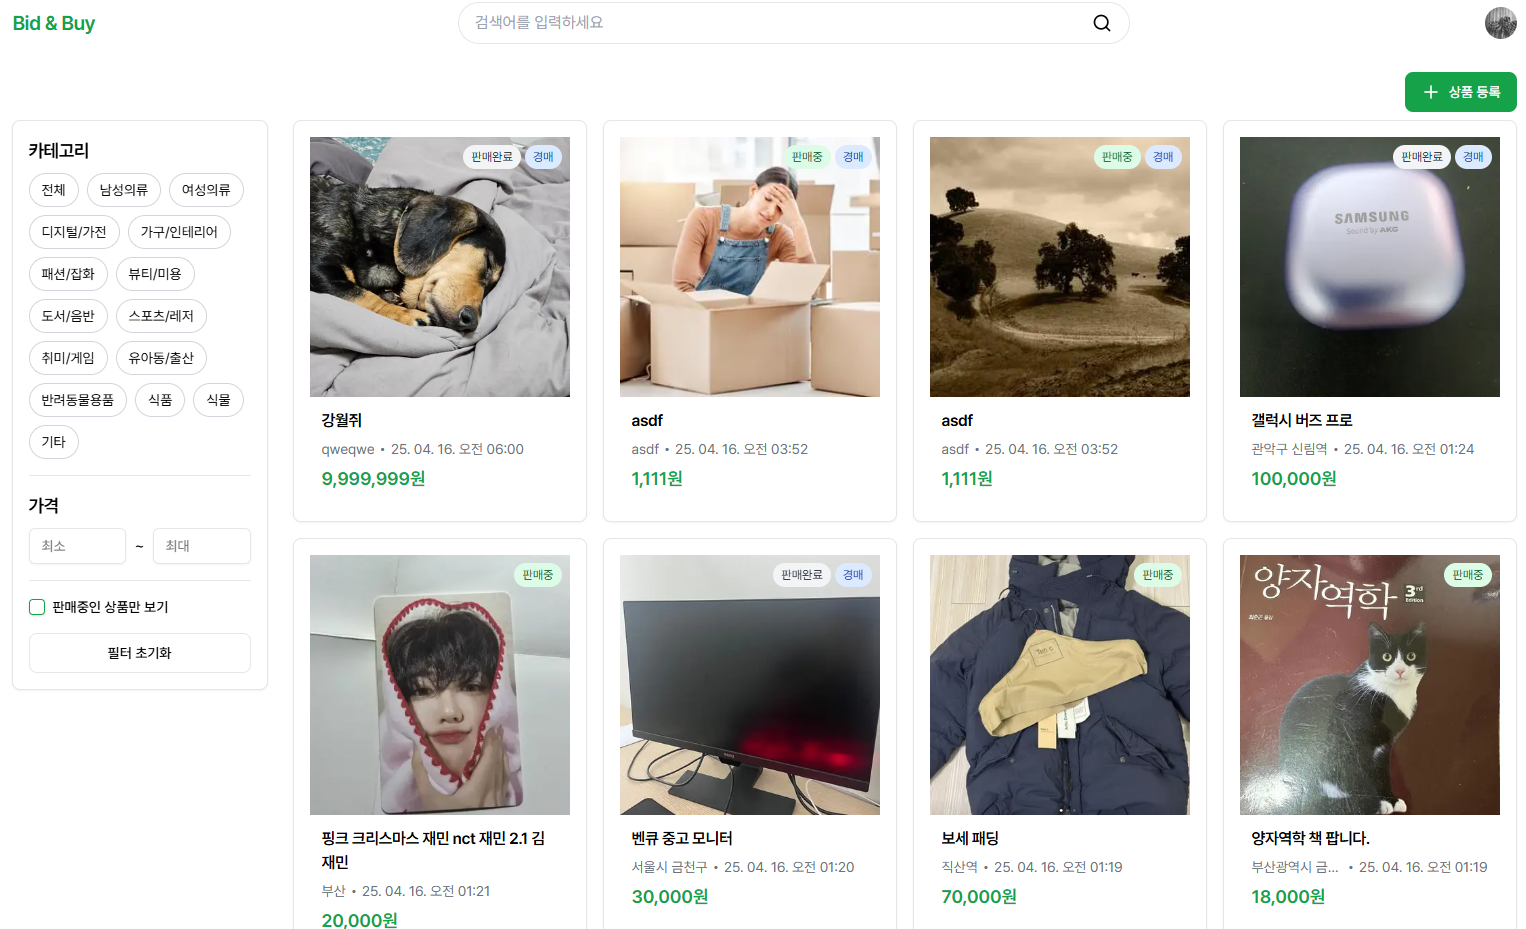 Bid & Buy
검색어를 입력하세요
상품 등록
카테고리
전체
남성의류
여성의류
디지털/가전
가구/인테리어
패션/잡화
뷰티/미용
도서/음반
스포츠/레저
취미/게임
유아동/출산
반려동물용품
식품
식물
기타
가격
최소
~
최대
판매중인 상품만 보기
필터 초기화
판매완료
경매
강월쥐
qweqwe • 25. 04. 16. 오전 06:00
9,999,999원
판매중
경매
asdf
asdf • 25. 04. 16. 오전 03:52
1,111원
판매중
경매
asdf
asdf • 25. 04. 16. 오전 03:52
1,111원
판매완료
경매
SAMSUNG
Sound by AKG
갤럭시 버즈 프로
관악구 신림역 • 25. 04. 16. 오전 01:24
100,000원
판매중
핑크 크리스마스 재민 nct 재민 2.1 김
재민
부산 • 25. 04. 16. 오전 01:21
20,000원
판매완료
경매
벤큐 중고 모니터
서울시 금천구 • 25. 04. 16. 오전 01:20
30,000원
판매중
보세 패딩
직산역 • 25. 04. 16. 오전 01:19
70,000원
판매중
양자역학 3rd
Edition
양자역학 책 팝니다.
부산광역시 금... • 25. 04. 16. 오전 01:19
18,000원